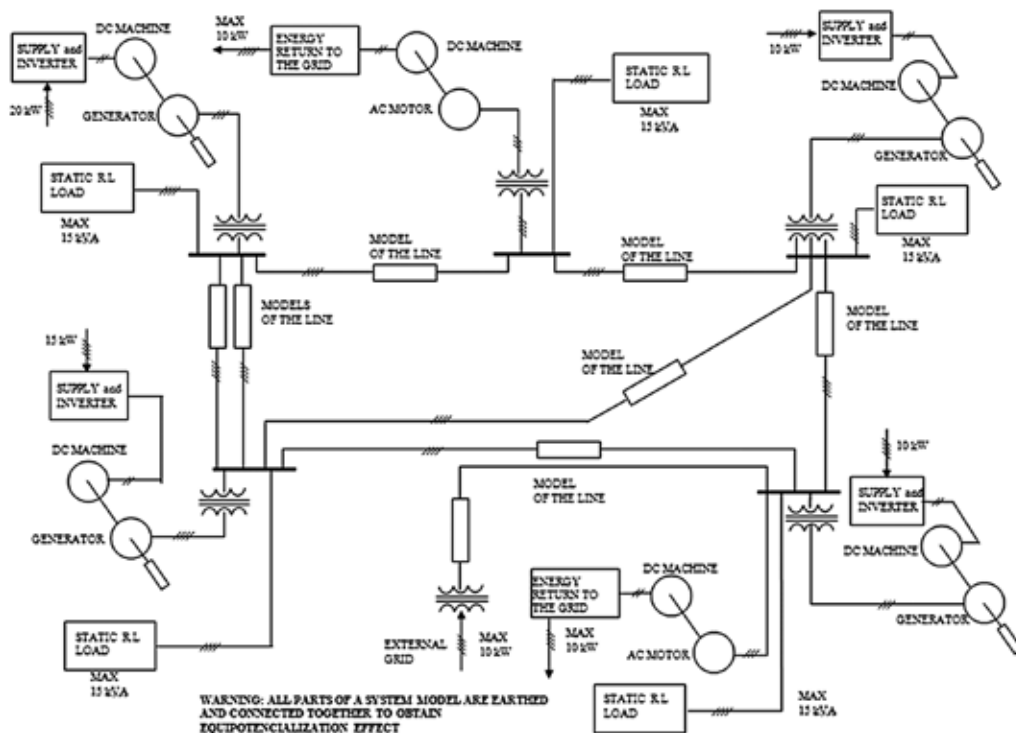 SUPPLY and
INVERTER
20 kW
DC MACHINE
GENERATOR
MAX
10 kW
ENERGY
RETURN TO
THE GRID
DC MACHINE
AC MOTOR
STATIC R.L
LOAD
MAX
15 kVA
10 kW
SUPPLY and
INVERTER
DC MACHINE
GENERATOR
STATIC R.L
LOAD
MAX
15 kVA
STATIC R.L
LOAD
MAX
15 kVA
MODEL
OF THE LINE
MODEL
OF THE LINE
MODELS
OF THE LINE
MODEL
OF THE LINE
MODEL
OF THE LINE
15 kW
SUPPLY and
INVERTER
DC MACHINE
GENERATOR
MODEL
OF THE LINE
10 kW
SUPPLY and
INVERTER
DC MACHINE
GENERATOR
STATIC R.L
LOAD
MAX
15 kVA
EXTERNAL
GRID
MAX
10 kW
ENERGY
RETURN TO
THE GRID
MAX
10 kW
DC MACHINE
AC MOTOR
STATIC R.L
LOAD
MAX
15 kVA
WARNING: ALL PARTS OF A SYSTEM MODEL ARE EARTHED
AND CONNECTED TOGETHER TO OBTAIN
EQUIPOTENCIALIZATION EFFECT